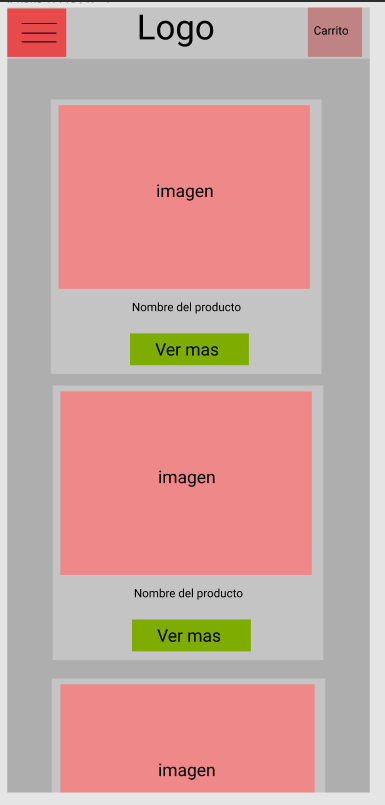 Logo
Carrito
imagen
Nombre del producto
Ver mas
imagen
Nombre del producto
Ver mas
imagen